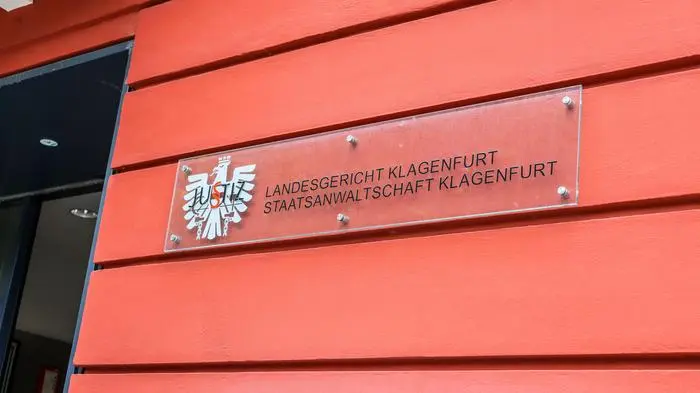 JUSTIZ
LANDESGERICHT KLAGENFURT
STAATSANWALTSCHAFT KLAGENFURT